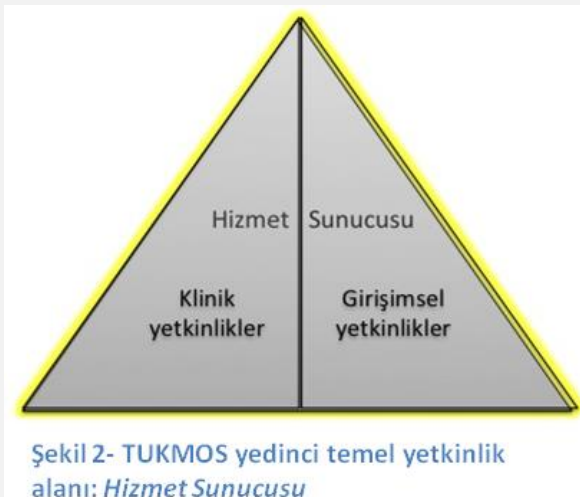 Hizmet Sunucusu
Klinik
yetkinlikler
Girişimsel
yetkinlikler
Şekil 2- TUKMOS yedinci temel yetkinlik
alanı: Hizmet Sunucusu